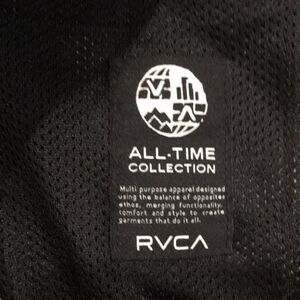 VA
ALL-TIME
COLLECTION
Multi purpose apparel designed
using the balance of opposites
ethos, merging functionality,
comfort and style to create
garments that do it all.
RVCA